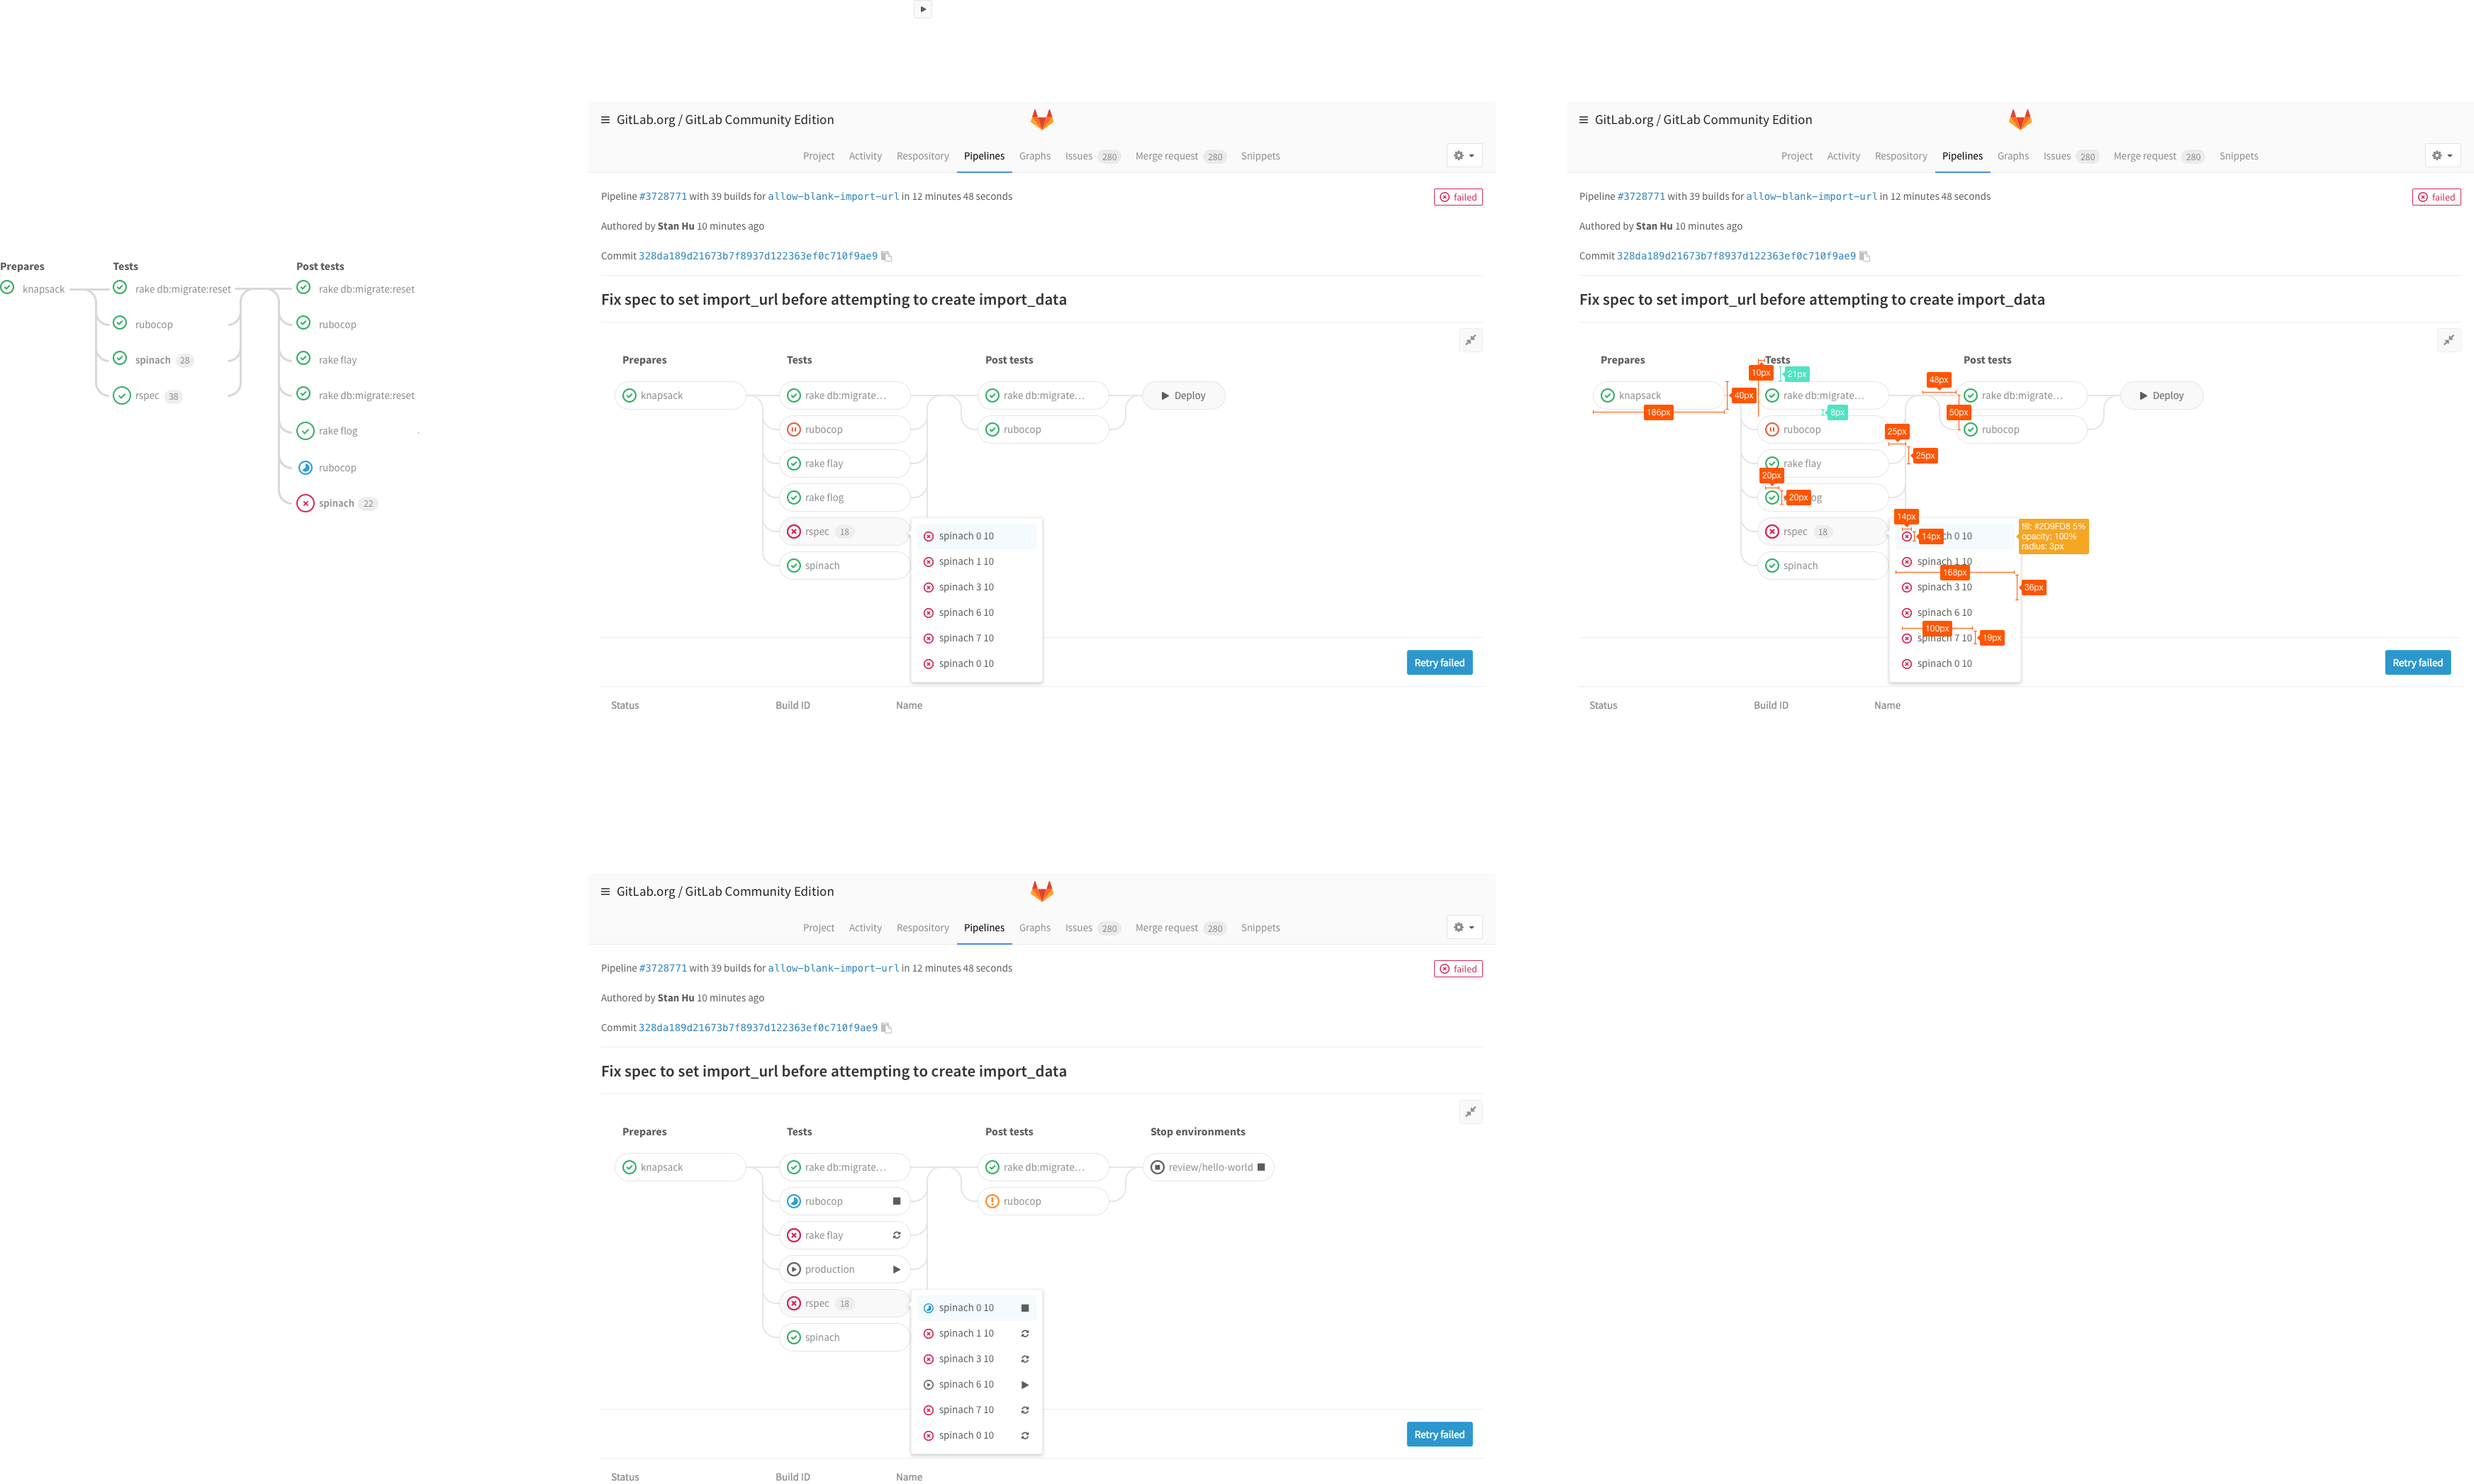 Prepares Tests Post tests
knapsack rake db:migrate:reset rake db:migrate:reset
rubocop rubocop
spinach 28 rake flay
rspec 38 rake db:migrate:reset
rake flog
rubocop
spinach 22
GitLab.org / GitLab Community Edition
Project Activity Respository Pipelines Graphs Issues 280 Merge request 280 Snippets
Pipeline #3728771 with 39 builds for allow-blank-import-url in 12 minutes 48 seconds failed
Authored by Stan Hu 10 minutes ago
Commit 328da189d21673b7f8937d122363ef0c710f9ae9
Fix spec to set import_url before attempting to create import_data
Prepares Tests Post tests
knapsack rake db:migrate... rake db:migrate... Deploy
rubocop rubocop
rake flay
rake flog
rspec 18 spinach 0 10
spinach 1 10
spinach spinach 3 10
spinach 6 10
spinach 7 10
spinach 0 10
Retry failed
Status Build ID Name
GitLab.org / GitLab Community Edition
Project Activity Respository Pipelines Graphs Issues 280 Merge request 280 Snippets
Pipeline #3728771 with 39 builds for allow-blank-import-url in 12 minutes 48 seconds failed
Authored by Stan Hu 10 minutes ago
Commit 328da189d21673b7f8937d122363ef0c710f9ae9
Fix spec to set import_url before attempting to create import_data
Prepares Tests Post tests
10px 21px
48px
knapsack 40px rake db:migrate... rake db:migrate... Deploy
186px 8px 50px
rubocop 25px rubocop
rake flay 25px
20px
20px og
14px
rspec 18 14px ch 0 10
fill: #2D9FD8 5%
opacity: 100%
radius: 3px
spinach 1 10
spinach 168px
spinach 3 10 36px
spinach 6 10
100px
spinach 7 10 19px
spinach 0 10
Retry failed
Status Build ID Name
GitLab.org / GitLab Community Edition
Project Activity Respository Pipelines Graphs Issues 280 Merge request 280 Snippets
Pipeline #3728771 with 39 builds for allow-blank-import-url in 12 minutes 48 seconds failed
Authored by Stan Hu 10 minutes ago
Commit 328da189d21673b7f8937d122363ef0c710f9ae9
Fix spec to set import_url before attempting to create import_data
Prepares Tests Post tests Stop environments
knapsack rake db:migrate... rake db:migrate... review/hello-world
rubocop rubocop
rake flay
production
rspec 18 spinach 0 10
spinach 1 10
spinach spinach 3 10
spinach 6 10
spinach 7 10
spinach 0 10
Retry failed
Status Build ID Name